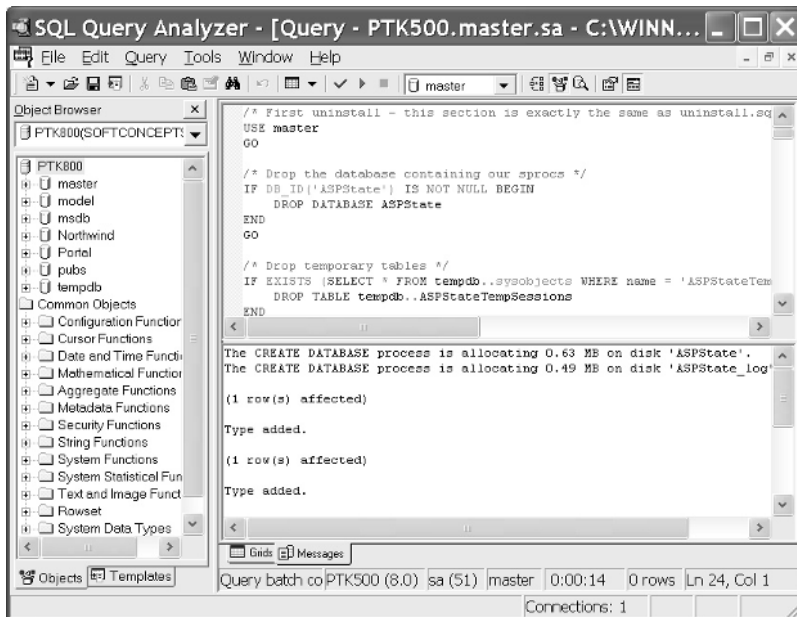 SQL Query Analyzer - [Query - PTK500.master.sa - C:\WINN...
File Edit Query Tools Window Help
master
Object Browser
PTK800(SOFTCONCEPTS
PTK800
master
model
msdb
Northwind
Portal
pubs
tempdb
Common Objects
Configuration Function
Cursor Functions
Date and Time Functi
Mathematical Function
Aggregate Functions
Metadata Functions
Security Functions
String Functions
System Functions
System Statistical Fun
Text and Image Funct
Rowset
System Data Types
Objects Templates
/* First uninstall - this section is exactly the same as uninstall.sq
USE master
GO
/* Drop the database containing our sprocs */
IF DB_ID('ASPState') IS NOT NULL BEGIN
DROP DATABASE ASPState
END
GO
/* Drop temporary tables */
IF EXISTS (SELECT * FROM tempdb..sysobjects WHERE name = 'ASPStateTem
DROP TABLE tempdb..ASPStateTempSessions
END
The CREATE DATABASE process is allocating 0.63 MB on disk 'ASPState'.
The CREATE DATABASE process is allocating 0.49 MB on disk 'ASPState_log'
(1 row(s) affected)
Type added.
(1 row(s) affected)
Type added.
Grids Messages
Query batch co PTK500 (8.0) sa (51) master 0:00:14 0 rows Ln 24, Col 1
Connections: 1